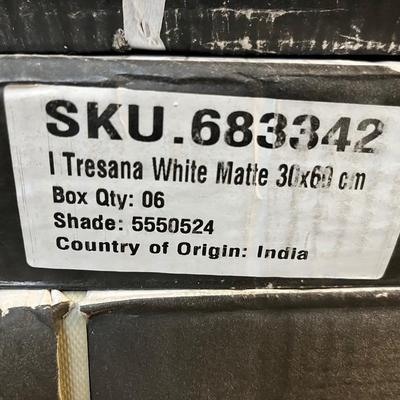 SKU.683342
I Tresana White Matte 30x60 cm
Box Qty: 06
Shade: 5550524
Country of Origin: India